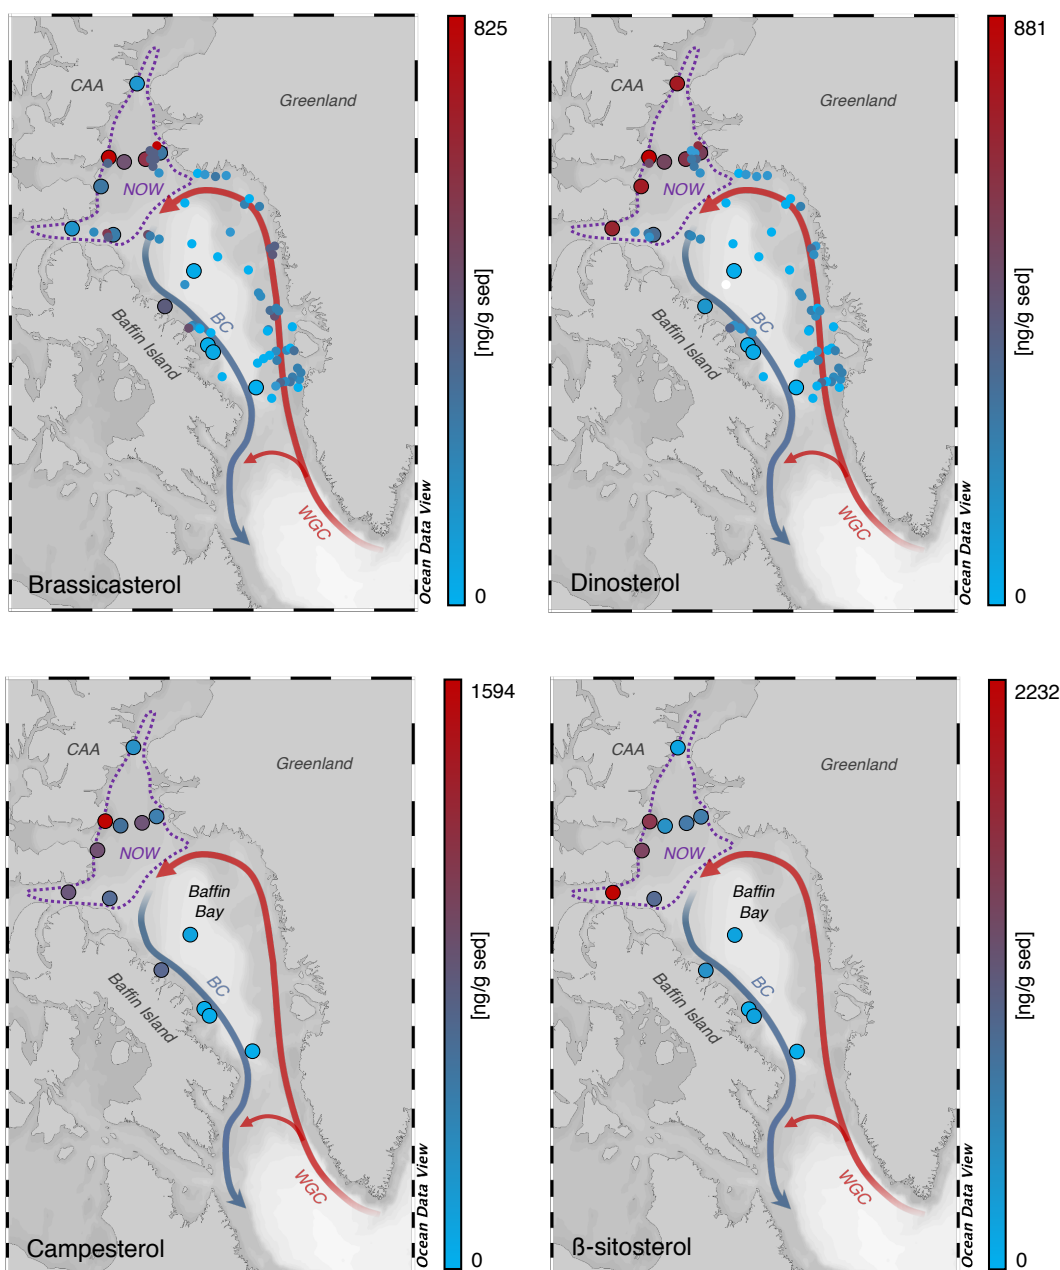 825
CAA
Greenland
NOW
[ng/g sed]
Baffin Island
BC
WGC
Ocean Data View
Brassicasterol
0
881
CAA
Greenland
NOW
[ng/g sed]
Baffin Island
BC
WGC
Ocean Data View
Dinosterol
0
1594
CAA
Greenland
NOW
Baffin
Bay
[ng/g sed]
Baffin Island
BC
WGC
Ocean Data View
Campesterol
0
2232
CAA
Greenland
NOW
Baffin
Bay
[ng/g sed]
Baffin Island
BC
WGC
Ocean Data View
ß-sitosterol
0